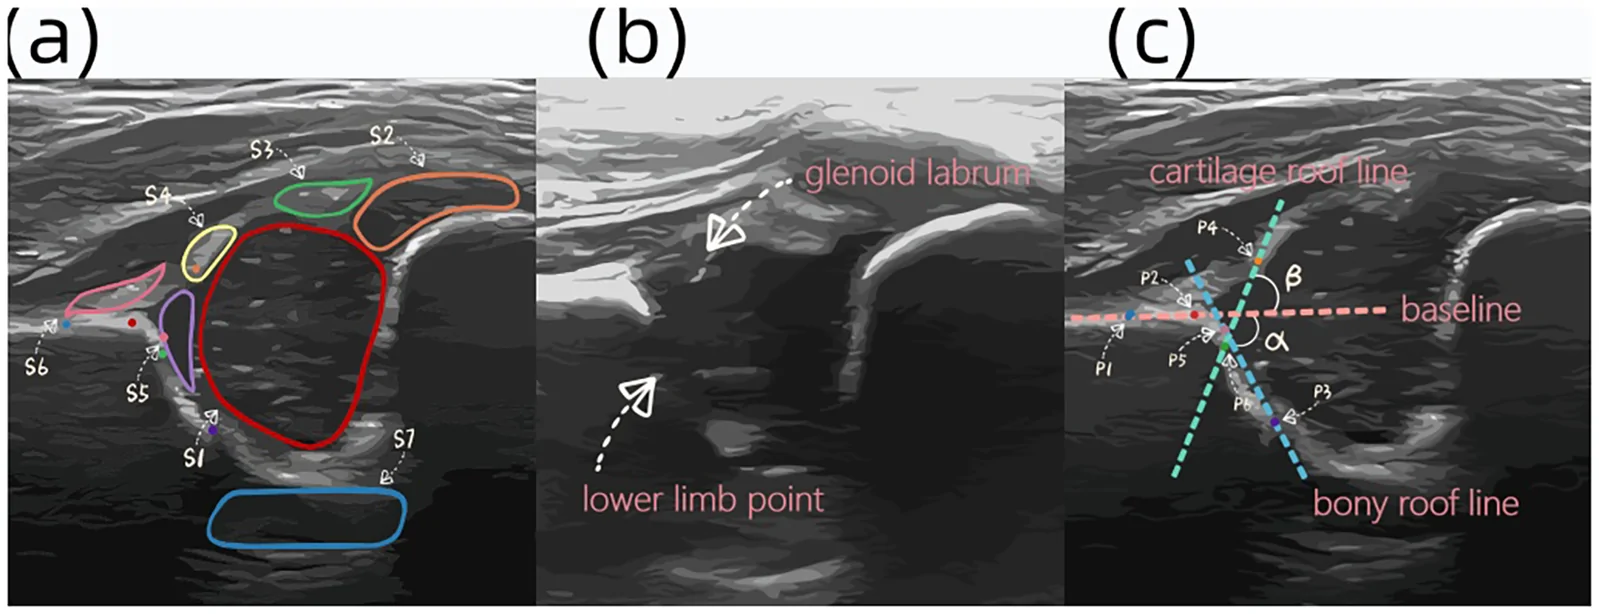 (a)
(b)
(c)
S3
S2
S4
S6
S5
S1
S7
glenoid labrum
lower limb point
cartilage roof line
P4
P2
β
baseline
P1
P5
α
P6
P3
bony roof line